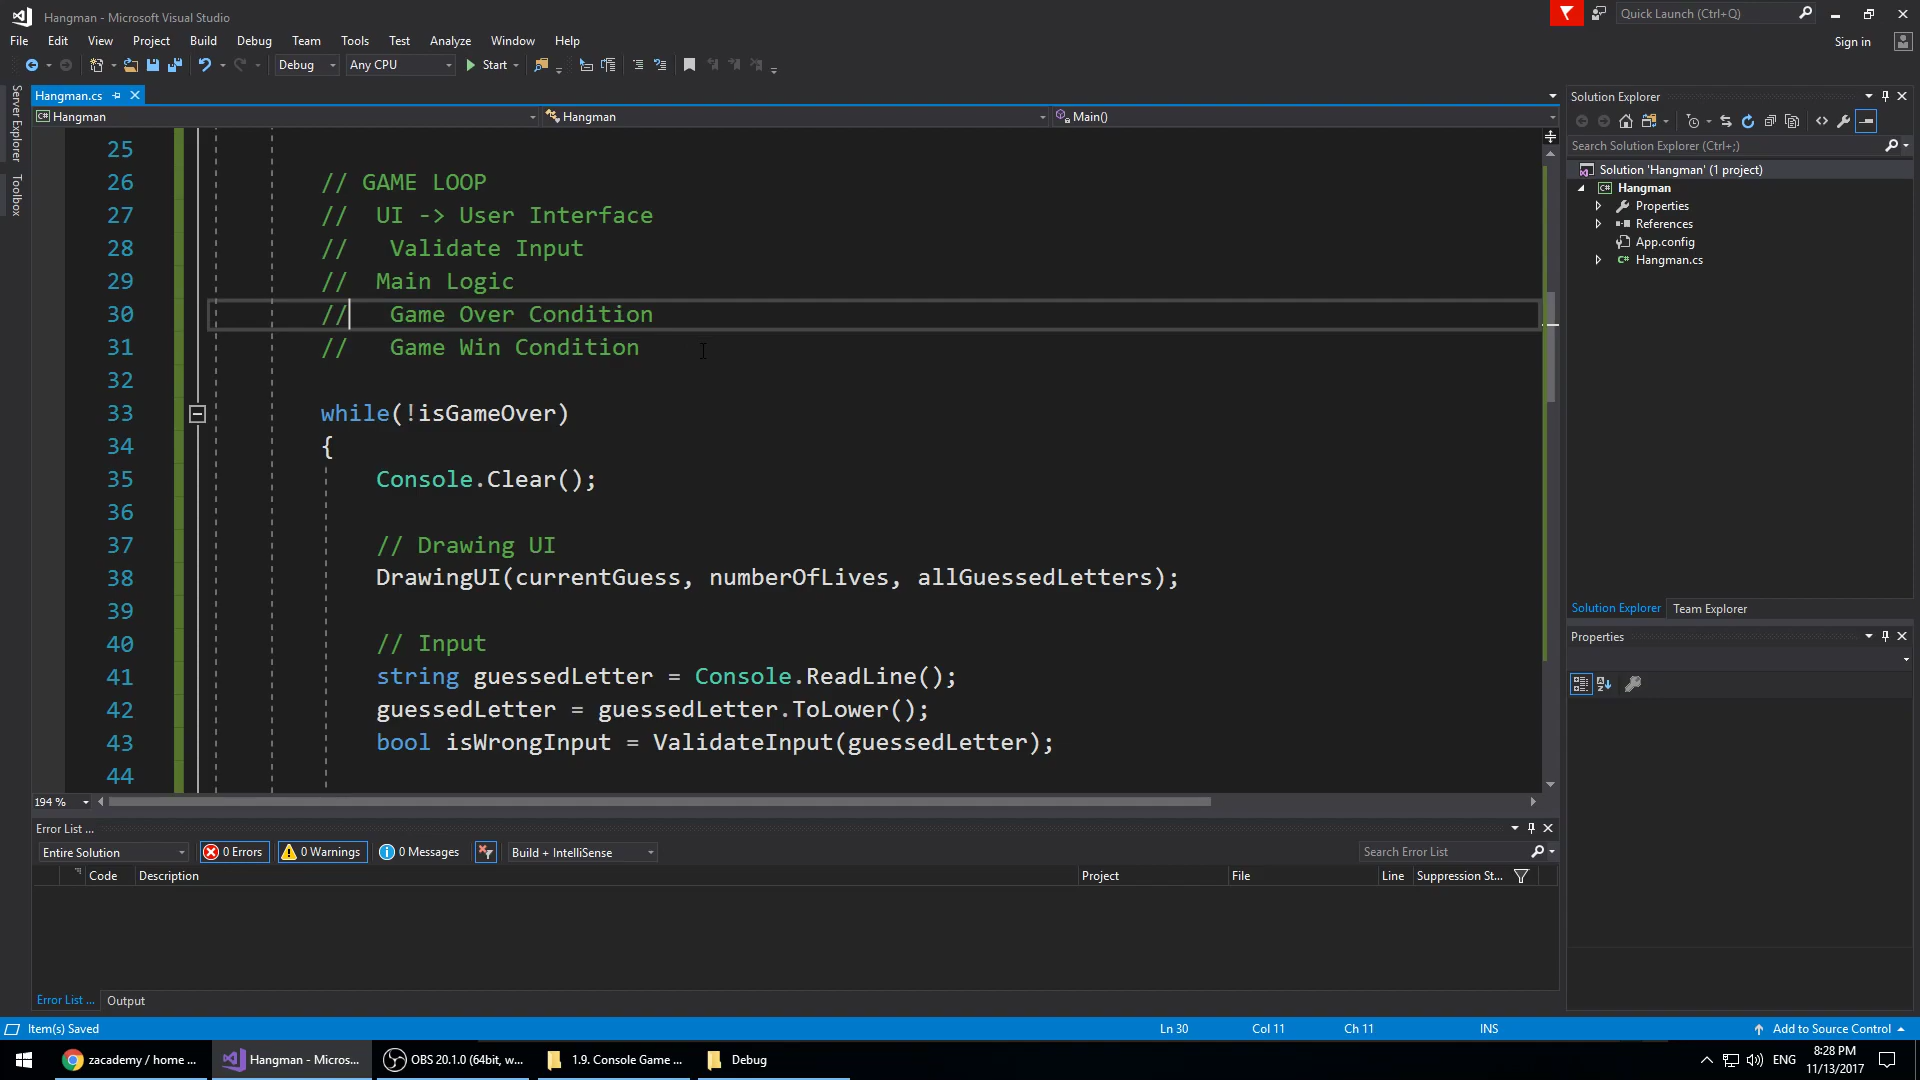 Hangman - Microsoft Visual Studio
Quick Launch (Ctrl+Q)
File Edit View Project Build Debug Team Tools Test Analyze Window Help
Sign in
Debug Any CPU Start
Server Explorer
Toolbox
Hangman.cs
Hangman Hangman Main()
25
26 // GAME LOOP
27 //  UI -> User Interface
28 //   Validate Input
29 //  Main Logic
30 //   Game Over Condition
31 //   Game Win Condition
32
33 while(!isGameOver)
34 {
35 Console.Clear();
36
37 // Drawing UI
38 DrawingUI(currentGuess, numberOfLives, allGuessedLetters);
39
40 // Input
41 string guessedLetter = Console.ReadLine();
42 guessedLetter = guessedLetter.ToLower();
43 bool isWrongInput = ValidateInput(guessedLetter);
44
194 %
Solution Explorer
Search Solution Explorer (Ctrl+;)
Solution 'Hangman' (1 project)
C# Hangman
Properties
References
App.config
C# Hangman.cs
Solution Explorer Team Explorer
Properties
Error List ...
Entire Solution 0 Errors 0 Warnings 0 Messages Build + IntelliSense Search Error List
Code Description Project File Line Suppression St...
Error List ... Output
Item(s) Saved Ln 30 Col 11 Ch 11 INS Add to Source Control
zacademy / home ... Hangman - Micros... OBS 20.1.0 (64bit, w... 1.9. Console Game ... Debug ENG 8:28 PM
11/13/2017